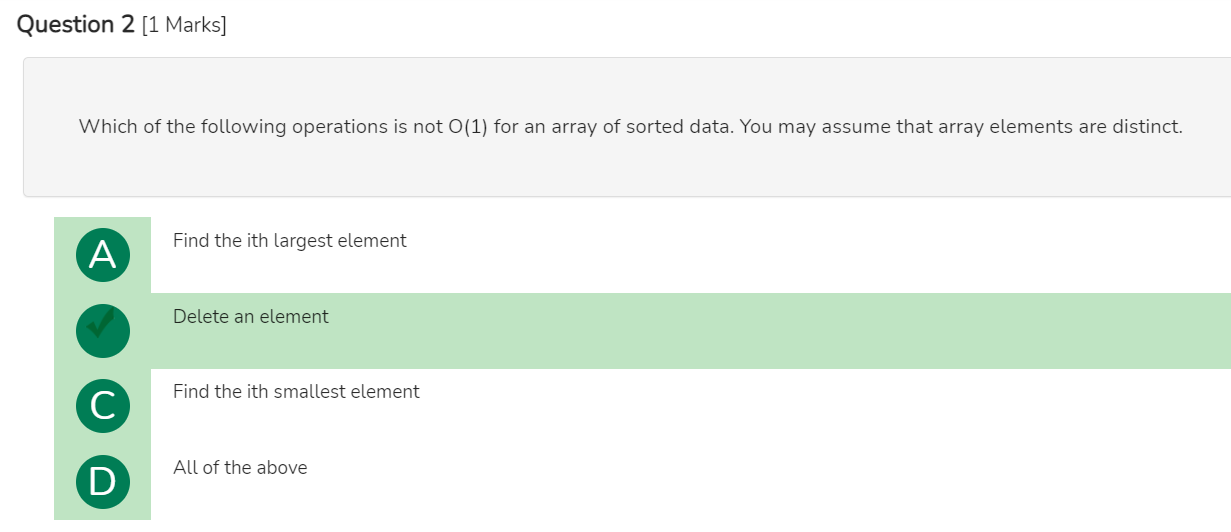 Question 2 [1 Marks]
Which of the following operations is not O(1) for an array of sorted data. You may assume that array elements are distinct.
A Find the ith largest element
Delete an element
C Find the ith smallest element
D All of the above